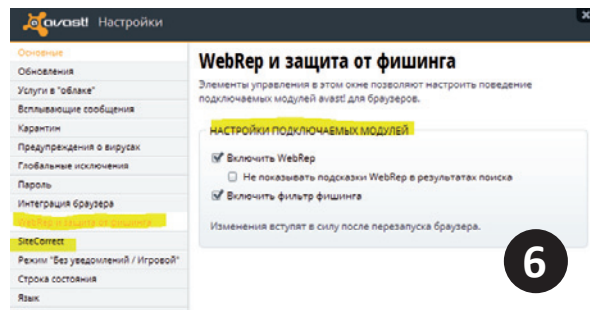 avast! Настройки
Основные
Обновления
Услуги в "облаке"
Всплывающие сообщения
Карантин
Предупреждения о вирусах
Глобальные исключения
Пароль
Интеграция браузера
WebRep и защита от фишинга
SiteCorrect
Режим "Без уведомлений / Игровой"
Строка состояния
Язык
WebRep и защита от фишинга
Элементы управления в этом окне позволяют настроить поведение
подключаемых модулей avast! для браузеров.
НАСТРОЙКИ ПОДКЛЮЧАЕМЫХ МОДУЛЕЙ
Включить WebRep
Не показывать подсказки WebRep в результатах поиска
Включить фильтр фишинга
Изменения вступят в силу после перезапуска браузера.
6